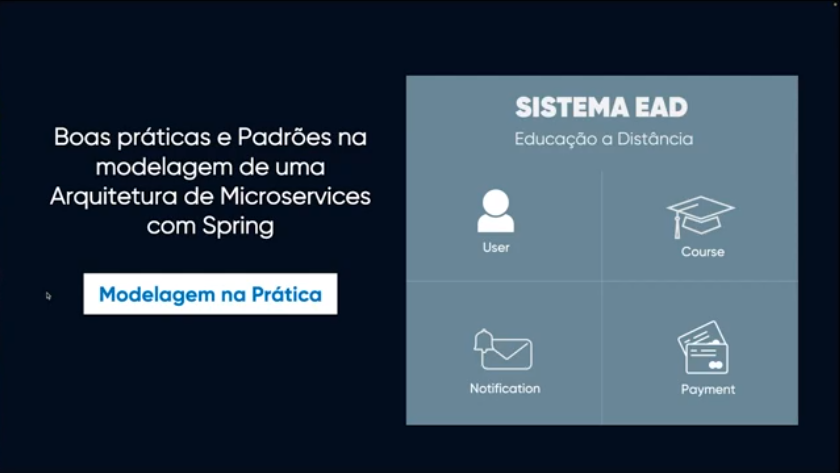 Boas práticas e Padrões na
modelagem de uma
Arquitetura de Microservices
com Spring
Modelagem na Prática
SISTEMA EAD
Educação a Distância
User
Course
Notification
Payment